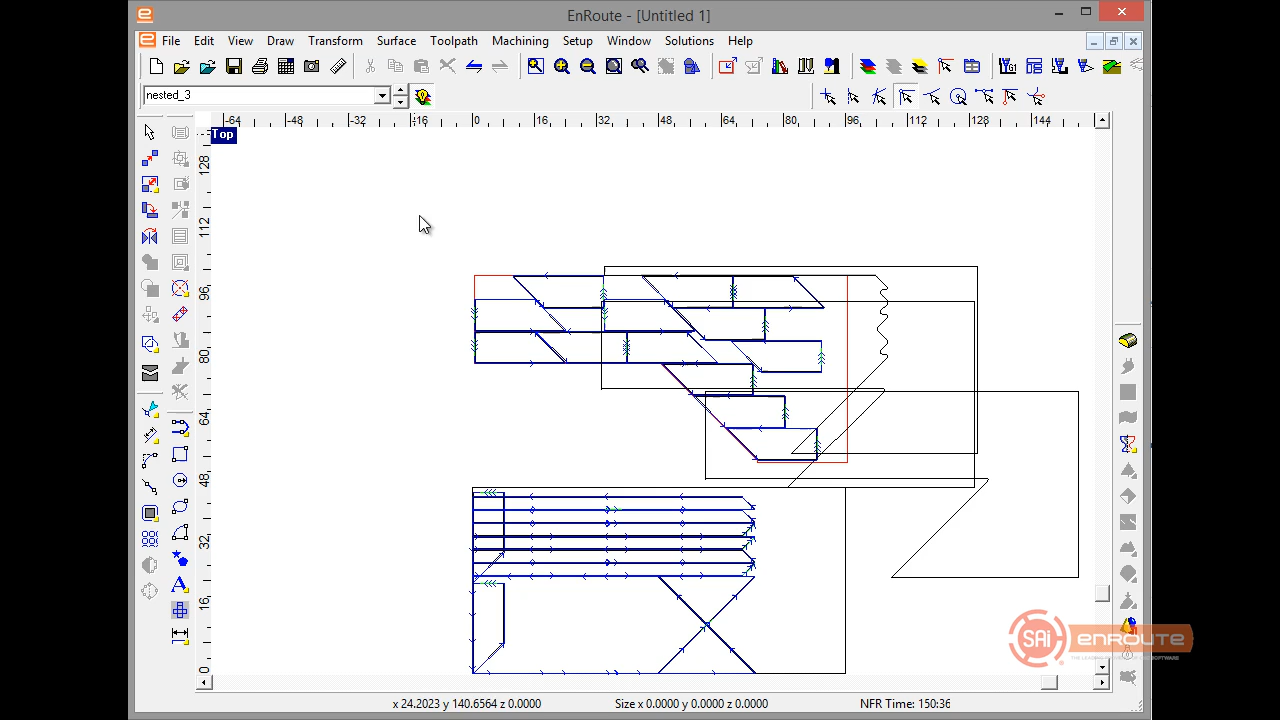 EnRoute - [Untitled 1]
File Edit View Draw Transform Surface Toolpath Machining Setup Window Solutions Help
nested_3
-64 -48 -32 -16 0 16 32 48 64 80 96 112 128 144
Top
128
112
96
80
64
48
32
16
0
SAi ENROUTE
x 24.2023 y 140.6564 z 0.0000 Size x 0.0000 y 0.0000 z 0.0000 NFR Time: 150:36